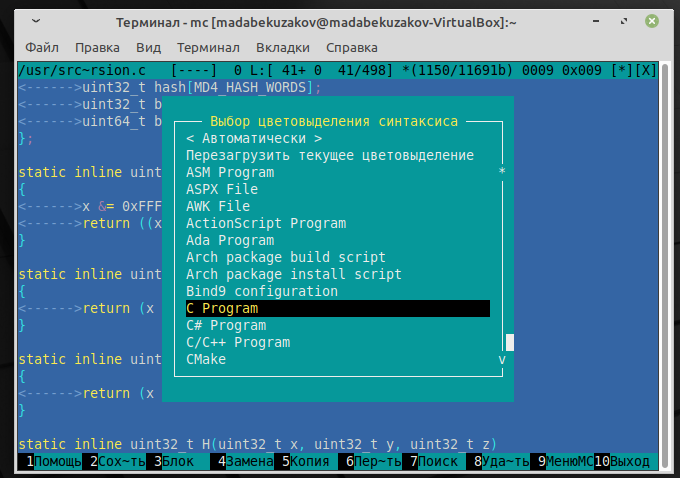 Терминал - mc [madabekuzakov@madabekuzakov-VirtualBox]:~
Файл Правка Вид Терминал Вкладки Справка
/usr/src~rsion.c [----] 0 L:[ 41+ 0 41/498] *(1150/11691b) 0009 0x009 [*][X]
<------>uint32_t hash[MD4_HASH_WORDS];
<------>uint32_t b
<------>uint64_t b
};
Выбор цветовыделения синтаксиса
< Автоматически >
Перезагрузить текущее цветовыделение
static inline uint ASM Program *
{ ASPX File
<------>x &= 0xFFF AWK File
<------>return ((x ActionScript Program
} Ada Program
Arch package build script
static inline uint Arch package install script
{ Bind9 configuration
<------>return (x C Program
} C# Program
C/C++ Program
static inline uint CMake v
{
<------>return (x
}
static inline uint32_t H(uint32_t x, uint32_t y, uint32_t z)
1Помощь 2Сох~ть 3Блок 4Замена 5Копия 6Пер~ть 7Поиск 8Уда~ть 9МенюMC 10Выход